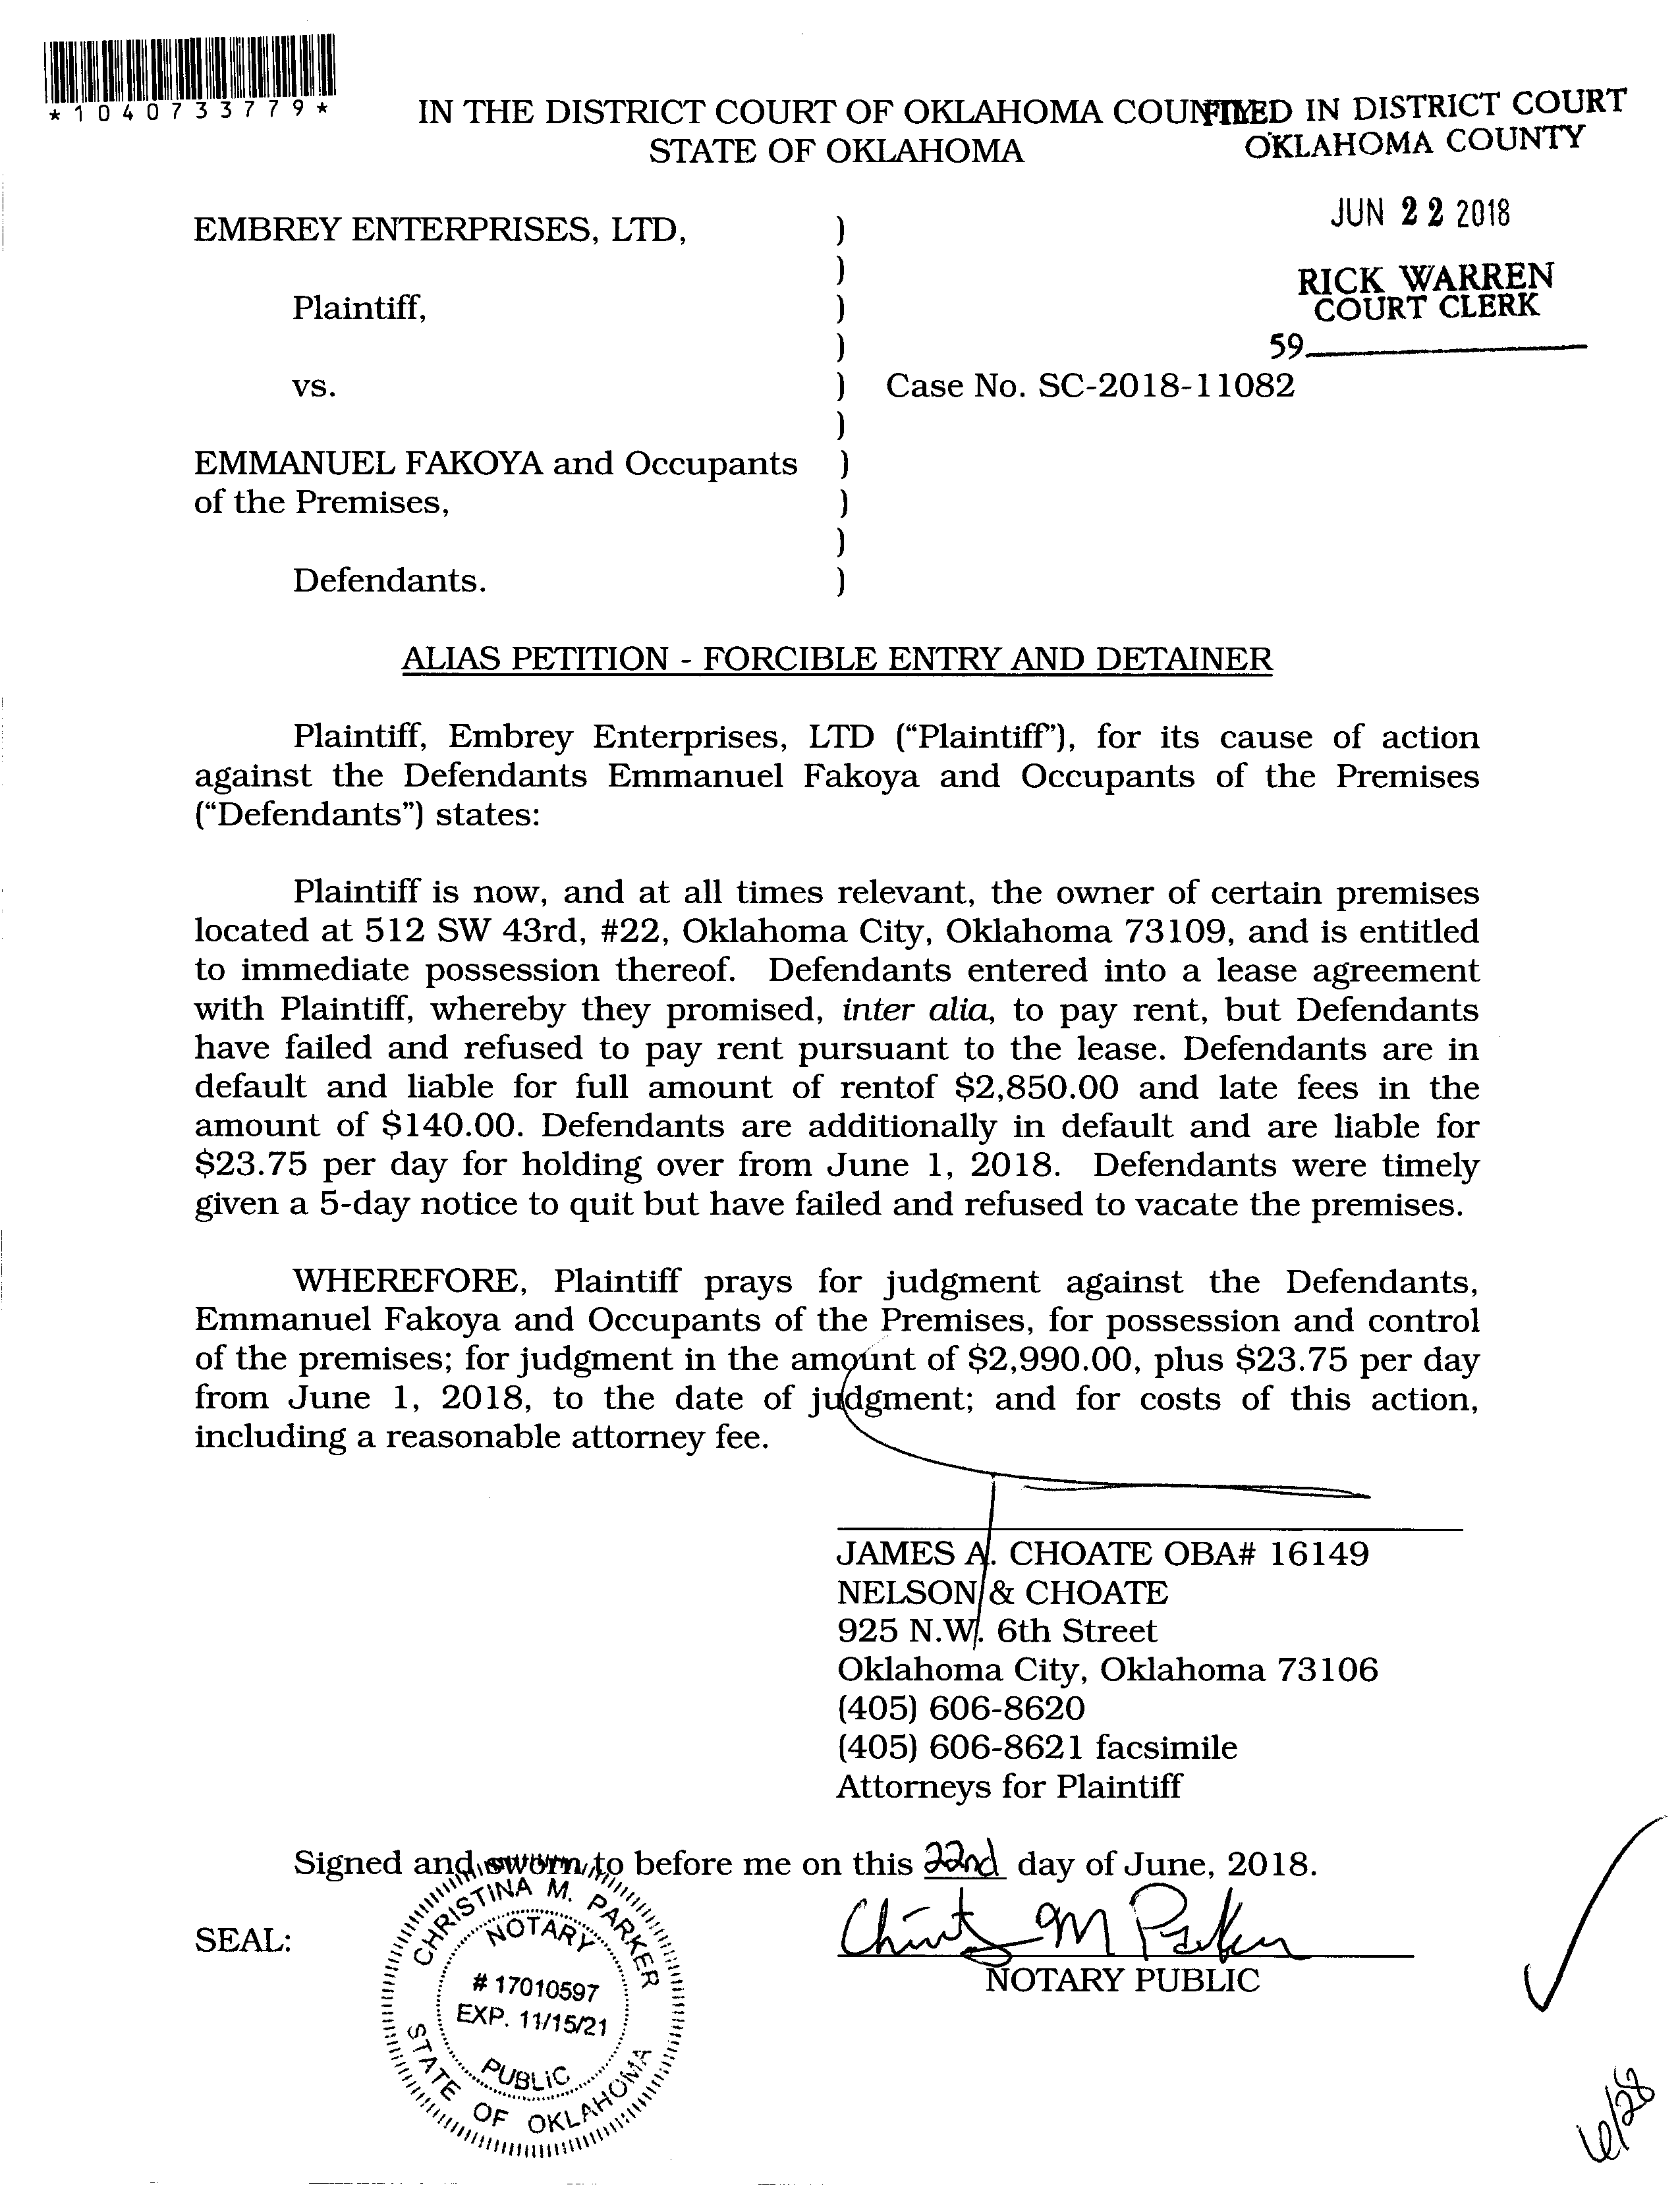 *1040733779*
IN THE DISTRICT COURT OF OKLAHOMA COUNTY
STATE OF OKLAHOMA
FILED IN DISTRICT COURT
OKLAHOMA COUNTY
JUN 22 2018
RICK WARREN
COURT CLERK
59
EMBREY ENTERPRISES, LTD, )
)
Plaintiff, )
)
vs. ) Case No. SC-2018-11082
)
EMMANUEL FAKOYA and Occupants )
of the Premises, )
)
Defendants. )
ALIAS PETITION - FORCIBLE ENTRY AND DETAINER
Plaintiff, Embrey Enterprises, LTD (“Plaintiff”), for its cause of action
against the Defendants Emmanuel Fakoya and Occupants of the Premises
(“Defendants”) states:
Plaintiff is now, and at all times relevant, the owner of certain premises
located at 512 SW 43rd, #22, Oklahoma City, Oklahoma 73109, and is entitled
to immediate possession thereof. Defendants entered into a lease agreement
with Plaintiff, whereby they promised, inter alia, to pay rent, but Defendants
have failed and refused to pay rent pursuant to the lease. Defendants are in
default and liable for full amount of rentof $2,850.00 and late fees in the
amount of $140.00. Defendants are additionally in default and are liable for
$23.75 per day for holding over from June 1, 2018. Defendants were timely
given a 5-day notice to quit but have failed and refused to vacate the premises.
WHEREFORE, Plaintiff prays for judgment against the Defendants,
Emmanuel Fakoya and Occupants of the Premises, for possession and control
of the premises; for judgment in the amount of $2,990.00, plus $23.75 per day
from June 1, 2018, to the date of judgment; and for costs of this action,
including a reasonable attorney fee.
JAMES A. CHOATE OBA# 16149
NELSON & CHOATE
925 N.W. 6th Street
Oklahoma City, Oklahoma 73106
(405) 606-8620
(405) 606-8621 facsimile
Attorneys for Plaintiff
Signed and sworn to before me on this 22nd day of June, 2018.
SEAL:
CHRISTINA M. PARKER
NOTARY
# 17010597
EXP. 11/15/21
PUBLIC
STATE OF OKLAHOMA
Christy M Parker
NOTARY PUBLIC
6/28